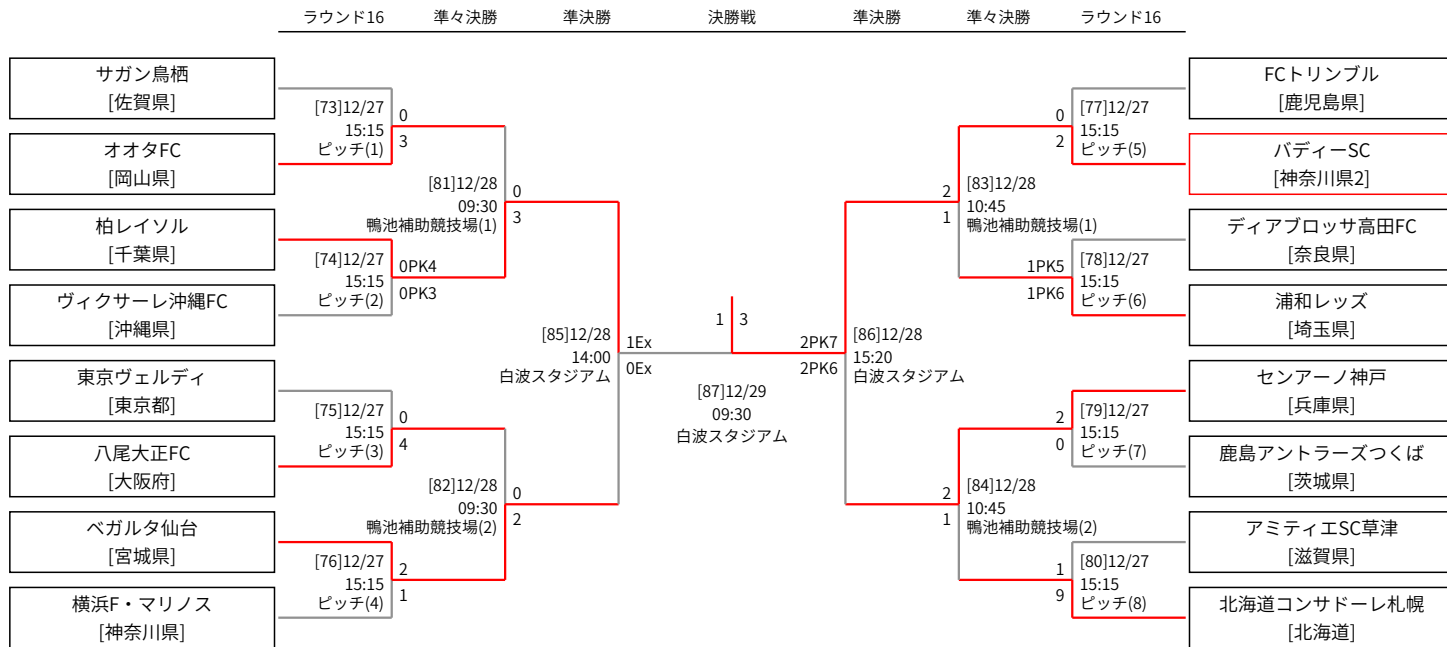 ラウンド16 準々決勝 準決勝 決勝戦 準決勝 準々決勝 ラウンド16
サガン鳥栖
[佐賀県]
オオタFC
[岡山県]
柏レイソル
[千葉県]
ヴィクサーレ沖縄FC
[沖縄県]
東京ヴェルディ
[東京都]
八尾大正FC
[大阪府]
ベガルタ仙台
[宮城県]
横浜F・マリノス
[神奈川県]
[73]12/27
15:15
ピッチ(1)
0
3
[74]12/27
15:15
ピッチ(2)
0PK4
0PK3
[75]12/27
15:15
ピッチ(3)
0
4
[76]12/27
15:15
ピッチ(4)
2
1
[81]12/28
09:30
鴨池補助競技場(1)
0
3
[82]12/28
09:30
鴨池補助競技場(2)
0
2
[85]12/28
14:00
白波スタジアム
1Ex
0Ex
1 3
[87]12/29
09:30
白波スタジアム
2PK7
2PK6
[86]12/28
15:20
白波スタジアム
2
1
[83]12/28
10:45
鴨池補助競技場(1)
2
1
[84]12/28
10:45
鴨池補助競技場(2)
0
2
[77]12/27
15:15
ピッチ(5)
1PK5
1PK6
[78]12/27
15:15
ピッチ(6)
2
0
[79]12/27
15:15
ピッチ(7)
1
9
[80]12/27
15:15
ピッチ(8)
FCトリンブル
[鹿児島県]
バディーSC
[神奈川県2]
ディアブロッサ高田FC
[奈良県]
浦和レッズ
[埼玉県]
センアーノ神戸
[兵庫県]
鹿島アントラーズつくば
[茨城県]
アミティエSC草津
[滋賀県]
北海道コンサドーレ札幌
[北海道]